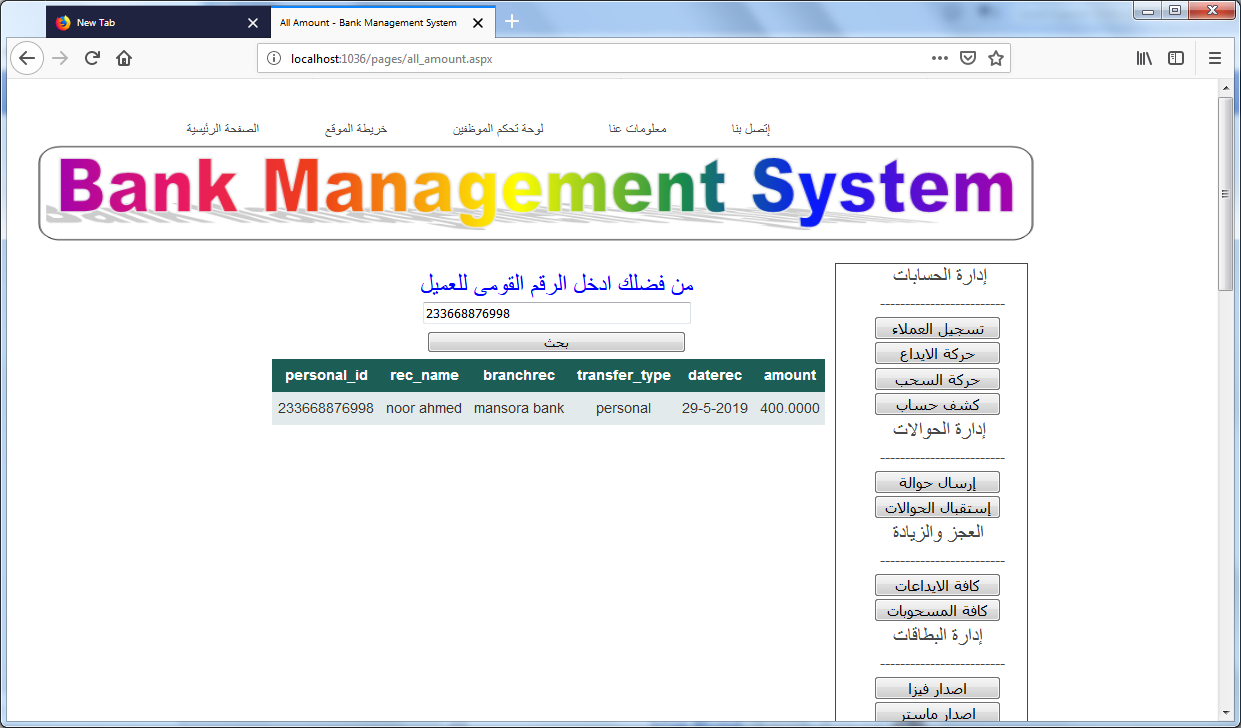 New Tab
All Amount - Bank Management System
localhost:1036/pages/all_amount.aspx
الصفحة الرئيسية
خريطة الموقع
لوحة تحكم الموظفين
معلومات عنا
إتصل بنا
Bank Management System
من فضلك ادخل الرقم القومى للعميل
233668876998
بحث
personal_id rec_name branchrec transfer_type daterec amount
233668876998 noor ahmed mansora bank personal 29-5-2019 400.0000
إدارة الحسابات
-------------------------
تسجيل العملاء
حركة الايداع
حركة السحب
كشف حساب
إدارة الحوالات
-------------------------
إرسال حوالة
إستقبال الحوالات
العجز والزيادة
-------------------------
كافة الايداعات
كافة المسحوبات
إدارة البطاقات
-------------------------
اصدار فيزا
اصدار ماستر